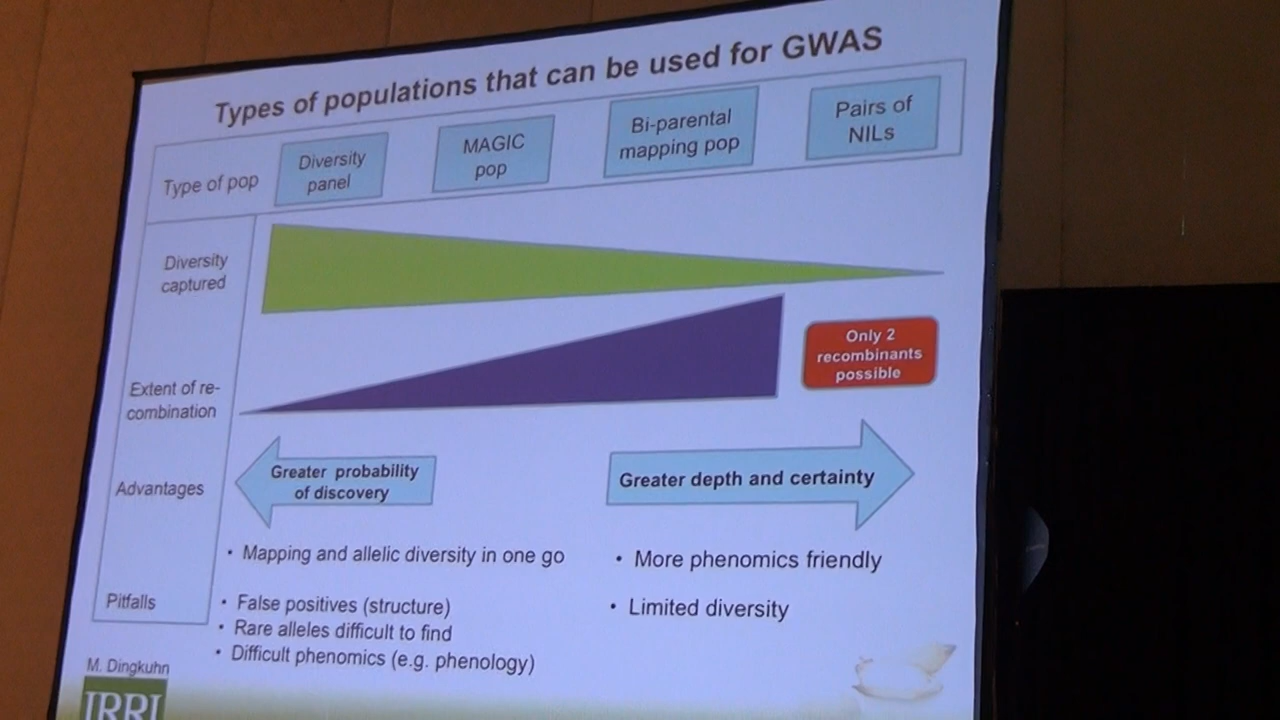 Types of populations that can be used for GWAS
Type of pop
Diversity
panel
MAGIC
pop
Bi-parental
mapping pop
Pairs of
NILs
Diversity
captured
Extent of re-
combination
Only 2
recombinants
possible
Advantages
Greater probability
of discovery
Greater depth and certainty
• Mapping and allelic diversity in one go
• More phenomics friendly
Pitfalls
• False positives (structure)
• Rare alleles difficult to find
• Difficult phenomics (e.g. phenology)
• Limited diversity
M. Dingkuhn
IRRI